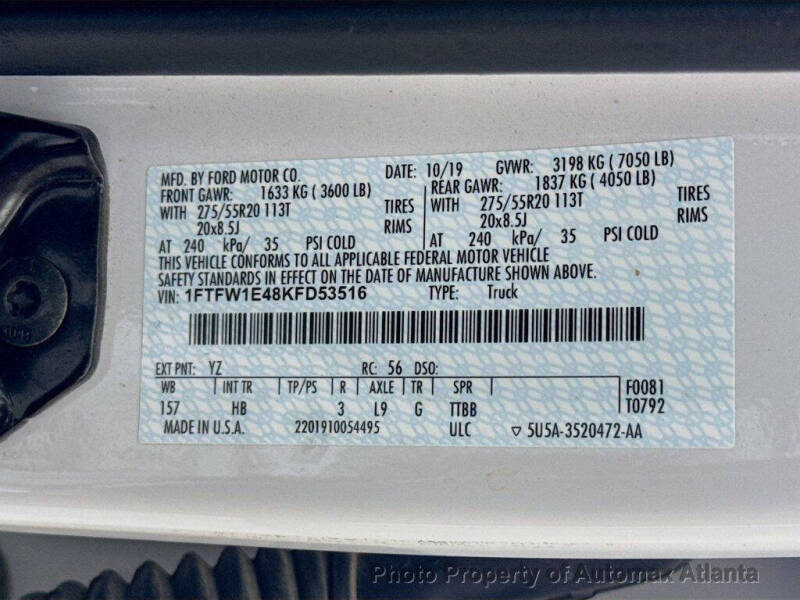 MFD. BY FORD MOTOR CO. DATE: 10/19 GVWR: 3198 KG ( 7050 LB)
FRONT GAWR: 1633 KG ( 3600 LB) REAR GAWR: 1837 KG ( 4050 LB)
WITH 275/55R20 113T TIRES WITH 275/55R20 113T TIRES
20x8.5J RIMS 20x8.5J RIMS
AT 240 kPa/ 35 PSI COLD AT 240 kPa/ 35 PSI COLD
THIS VEHICLE CONFORMS TO ALL APPLICABLE FEDERAL MOTOR VEHICLE
SAFETY STANDARDS IN EFFECT ON THE DATE OF MANUFACTURE SHOWN ABOVE.
VIN: 1FTFW1E48KFD53516 TYPE: Truck
EXT PNT: YZ RC: 56 DSO:
WB INT TR TP/PS R AXLE TR SPR F0081
157 HB 3 L9 G TTBB T0792
MADE IN U.S.A. 2201910054495 ULC ▽ 5U5A-3520472-AA
Photo Property of Automax Atlanta